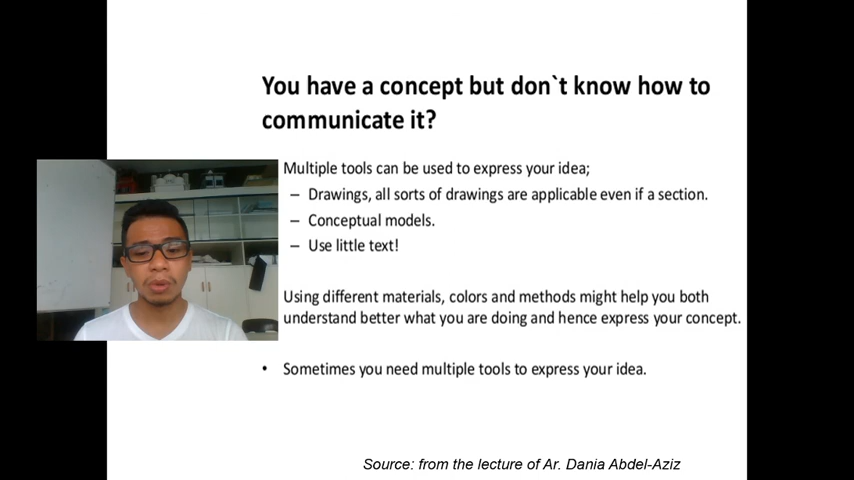 You have a concept but don`t know how to
communicate it?
Multiple tools can be used to express your idea;
– Drawings, all sorts of drawings are applicable even if a section.
– Conceptual models.
– Use little text!
Using different materials, colors and methods might help you both
understand better what you are doing and hence express your concept.
• Sometimes you need multiple tools to express your idea.
Source: from the lecture of Ar. Dania Abdel-Aziz